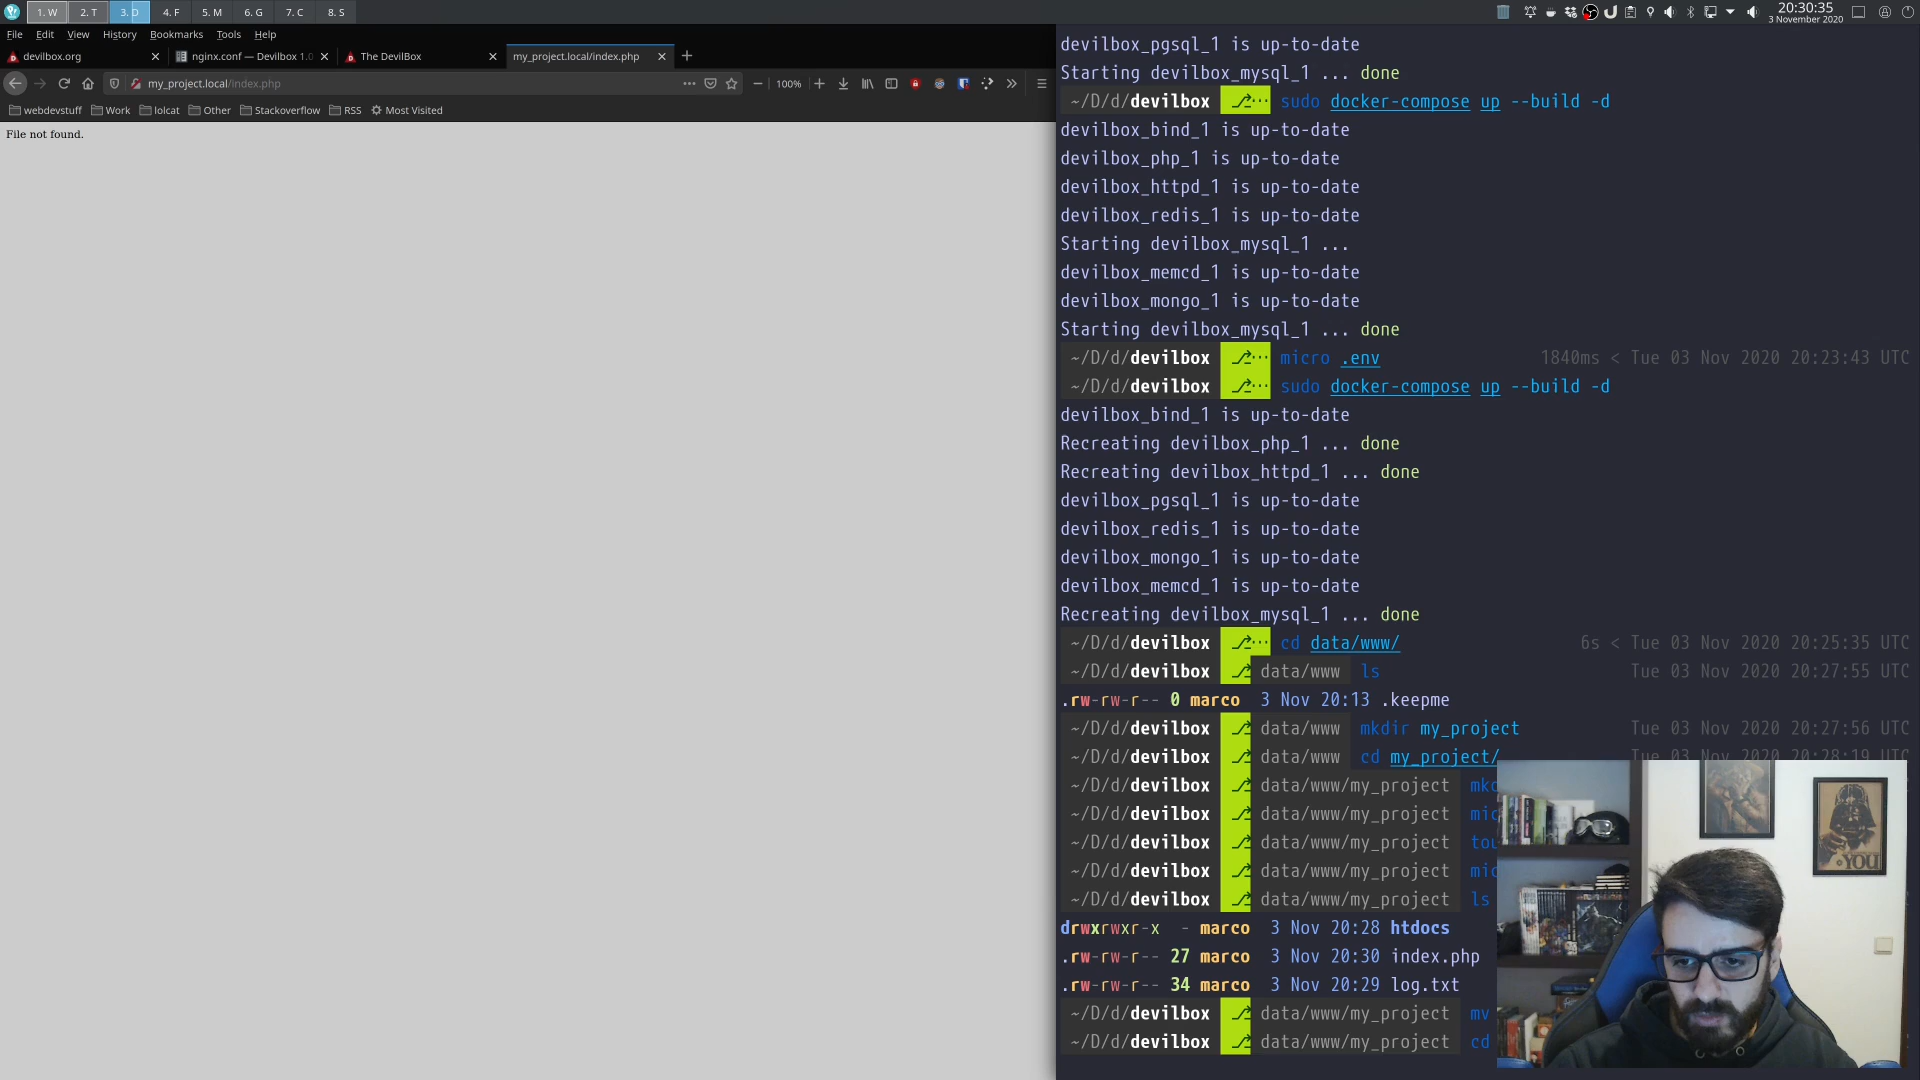 1. W 2. T 3. D 4. F 5. M 6. G 7. C 8. S
20:30:35
3 November 2020
File Edit View History Bookmarks Tools Help
devilbox.org
nginx.conf — Devilbox 1.0
The DevilBox
my_project.local/index.php
my_project.local/index.php
100%
webdevstuff Work lolcat Other Stackoverflow RSS Most Visited
File not found.
devilbox_pgsql_1 is up-to-date
Starting devilbox_mysql_1 ... done
~/D/d/devilbox sudo docker-compose up --build -d
devilbox_bind_1 is up-to-date
devilbox_php_1 is up-to-date
devilbox_httpd_1 is up-to-date
devilbox_redis_1 is up-to-date
Starting devilbox_mysql_1 ...
devilbox_memcd_1 is up-to-date
devilbox_mongo_1 is up-to-date
Starting devilbox_mysql_1 ... done
~/D/d/devilbox micro .env 1840ms < Tue 03 Nov 2020 20:23:43 UTC
~/D/d/devilbox sudo docker-compose up --build -d
devilbox_bind_1 is up-to-date
Recreating devilbox_php_1 ... done
Recreating devilbox_httpd_1 ... done
devilbox_pgsql_1 is up-to-date
devilbox_redis_1 is up-to-date
devilbox_mongo_1 is up-to-date
devilbox_memcd_1 is up-to-date
Recreating devilbox_mysql_1 ... done
~/D/d/devilbox cd data/www/ 6s < Tue 03 Nov 2020 20:25:35 UTC
~/D/d/devilbox data/www ls Tue 03 Nov 2020 20:27:55 UTC
.rw-rw-r-- 0 marco 3 Nov 20:13 .keepme
~/D/d/devilbox data/www mkdir my_project Tue 03 Nov 2020 20:27:56 UTC
~/D/d/devilbox data/www cd my_project/ Tue 03 Nov 2020 20:28:19 UTC
~/D/d/devilbox data/www/my_project
~/D/d/devilbox data/www/my_project
~/D/d/devilbox data/www/my_project
~/D/d/devilbox data/www/my_project
~/D/d/devilbox data/www/my_project ls
drwxrwxr-x - marco 3 Nov 20:28 htdocs
.rw-rw-r-- 27 marco 3 Nov 20:30 index.php
.rw-rw-r-- 34 marco 3 Nov 20:29 log.txt
~/D/d/devilbox data/www/my_project mv
~/D/d/devilbox data/www/my_project cd
YOU